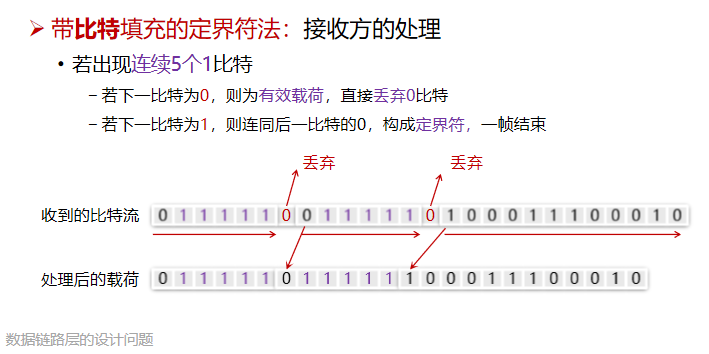 ➢ 带比特填充的定界符法：接收方的处理
• 若出现连续5个1比特
– 若下一比特为0，则为有效载荷，直接丢弃0比特
– 若下一比特为1，则连同后一比特的0，构成定界符，一帧结束
丢弃 丢弃
收到的比特流 0 1 1 1 1 1 0 0 1 1 1 1 1 0 1 0 0 0 1 1 1 0 0 0 1 0
处理后的载荷 0 1 1 1 1 1 0 1 1 1 1 1 1 0 0 0 1 1 1 0 0 0 1 0
数据链路层的设计问题